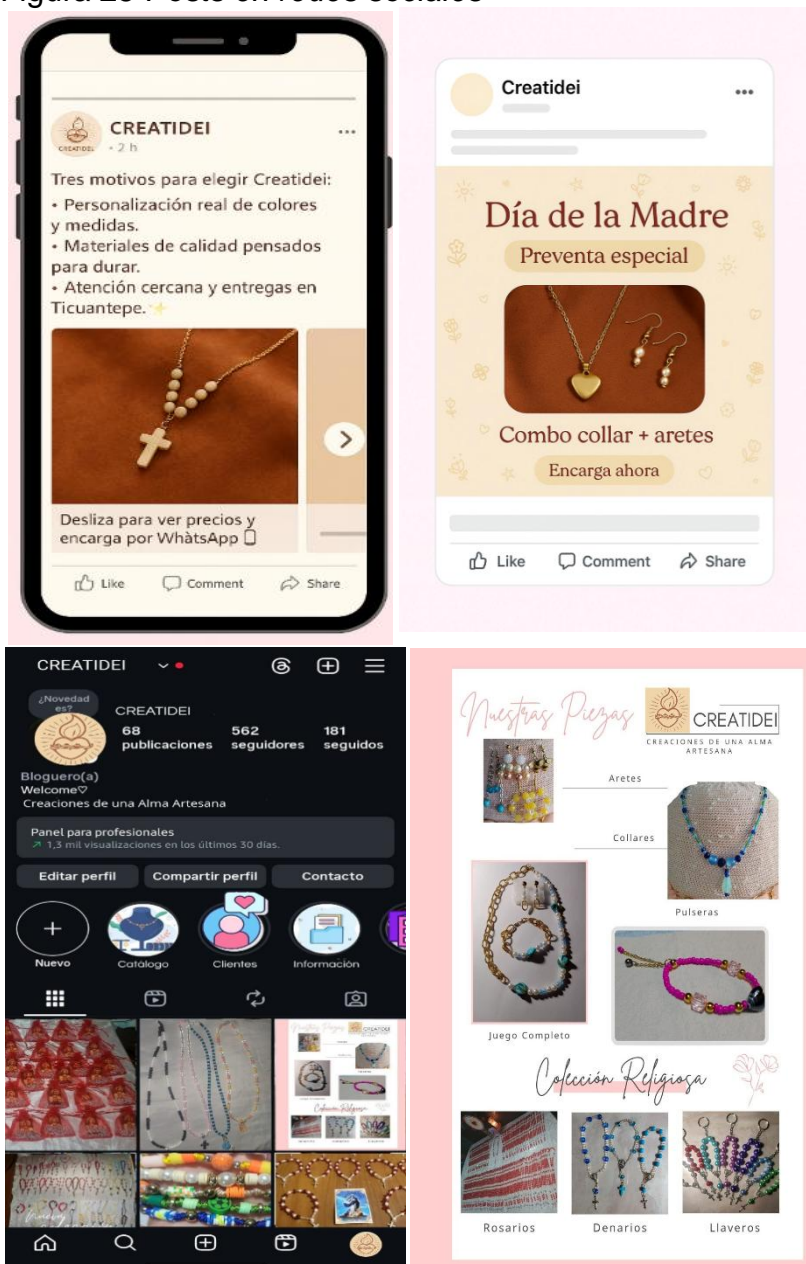 Figura 28 Posts en redes sociales
CREATIDEI
CREATIDEI
• 2 h
Tres motivos para elegir Creatidei:
• Personalización real de colores
y medidas.
• Materiales de calidad pensados
para durar.
• Atención cercana y entregas en
Ticuantepe.
Desliza para ver precios y
encarga por WhàtsApp
Like Comment Share
Creatidei
Día de la Madre
Preventa especial
Combo collar + aretes
Encarga ahora
Like Comment Share
CREATIDEI
¿Novedad
es?
CREATIDEI
68 562 181
publicaciones seguidores seguidos
Bloguero(a)
Welcome♡
Creaciones de una Alma Artesana
Panel para profesionales
1,3 mil visualizaciones en los últimos 30 días.
Editar perfil Compartir perfil Contacto
Nuevo Catálogo Clientes Información
Nuestras Piezas
CREATIDEI
CREACIONES DE UNA ALMA
ARTESANA
Aretes
Collares
Pulseras
Juego Completo
Colección Religiosa
Rosarios Denarios Llaveros